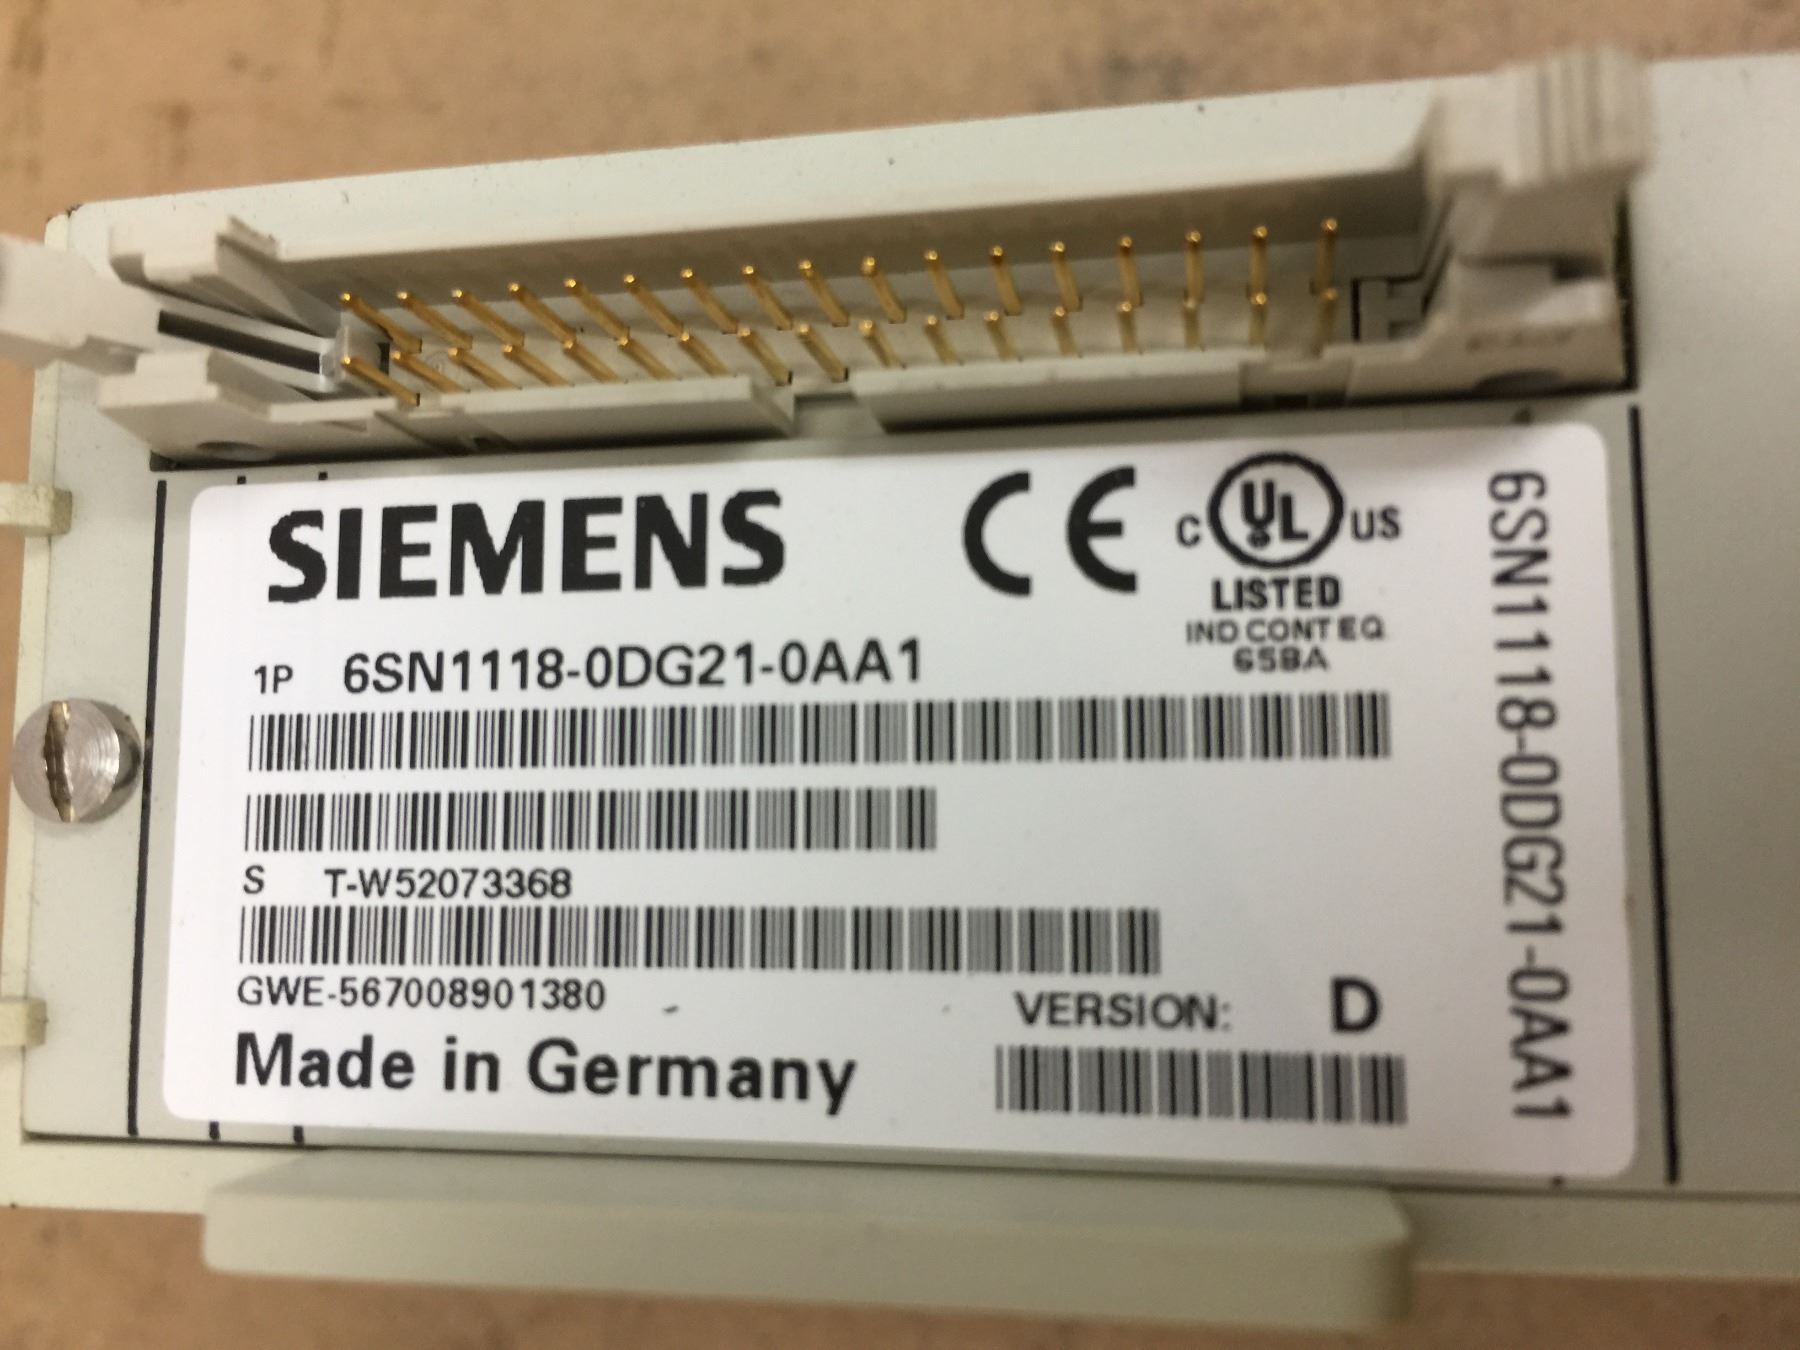 SIEMENS
CE
C UL US
LISTED
IND CONT EQ
65BA
1P 6SN1118-0DG21-0AA1
S T-W52073368
GWE-567008901380
VERSION: D
Made in Germany
6SN1118-0DG21-0AA1